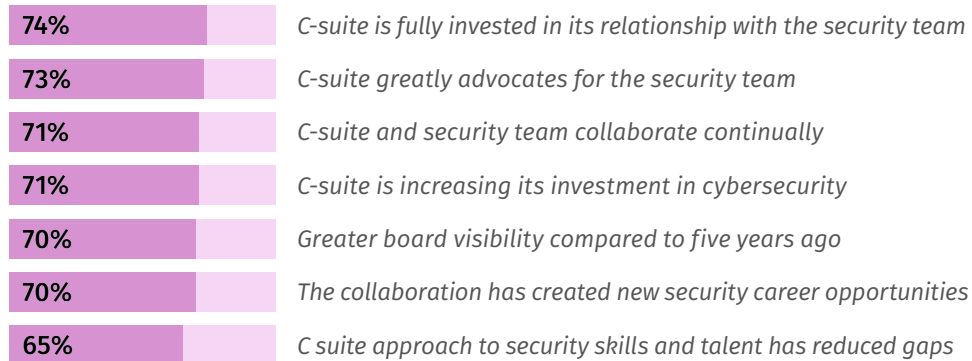 74% C-suite is fully invested in its relationship with the security team
73% C-suite greatly advocates for the security team
71% C-suite and security team collaborate continually
71% C-suite is increasing its investment in cybersecurity
70% Greater board visibility compared to five years ago
70% The collaboration has created new security career opportunities
65% C suite approach to security skills and talent has reduced gaps